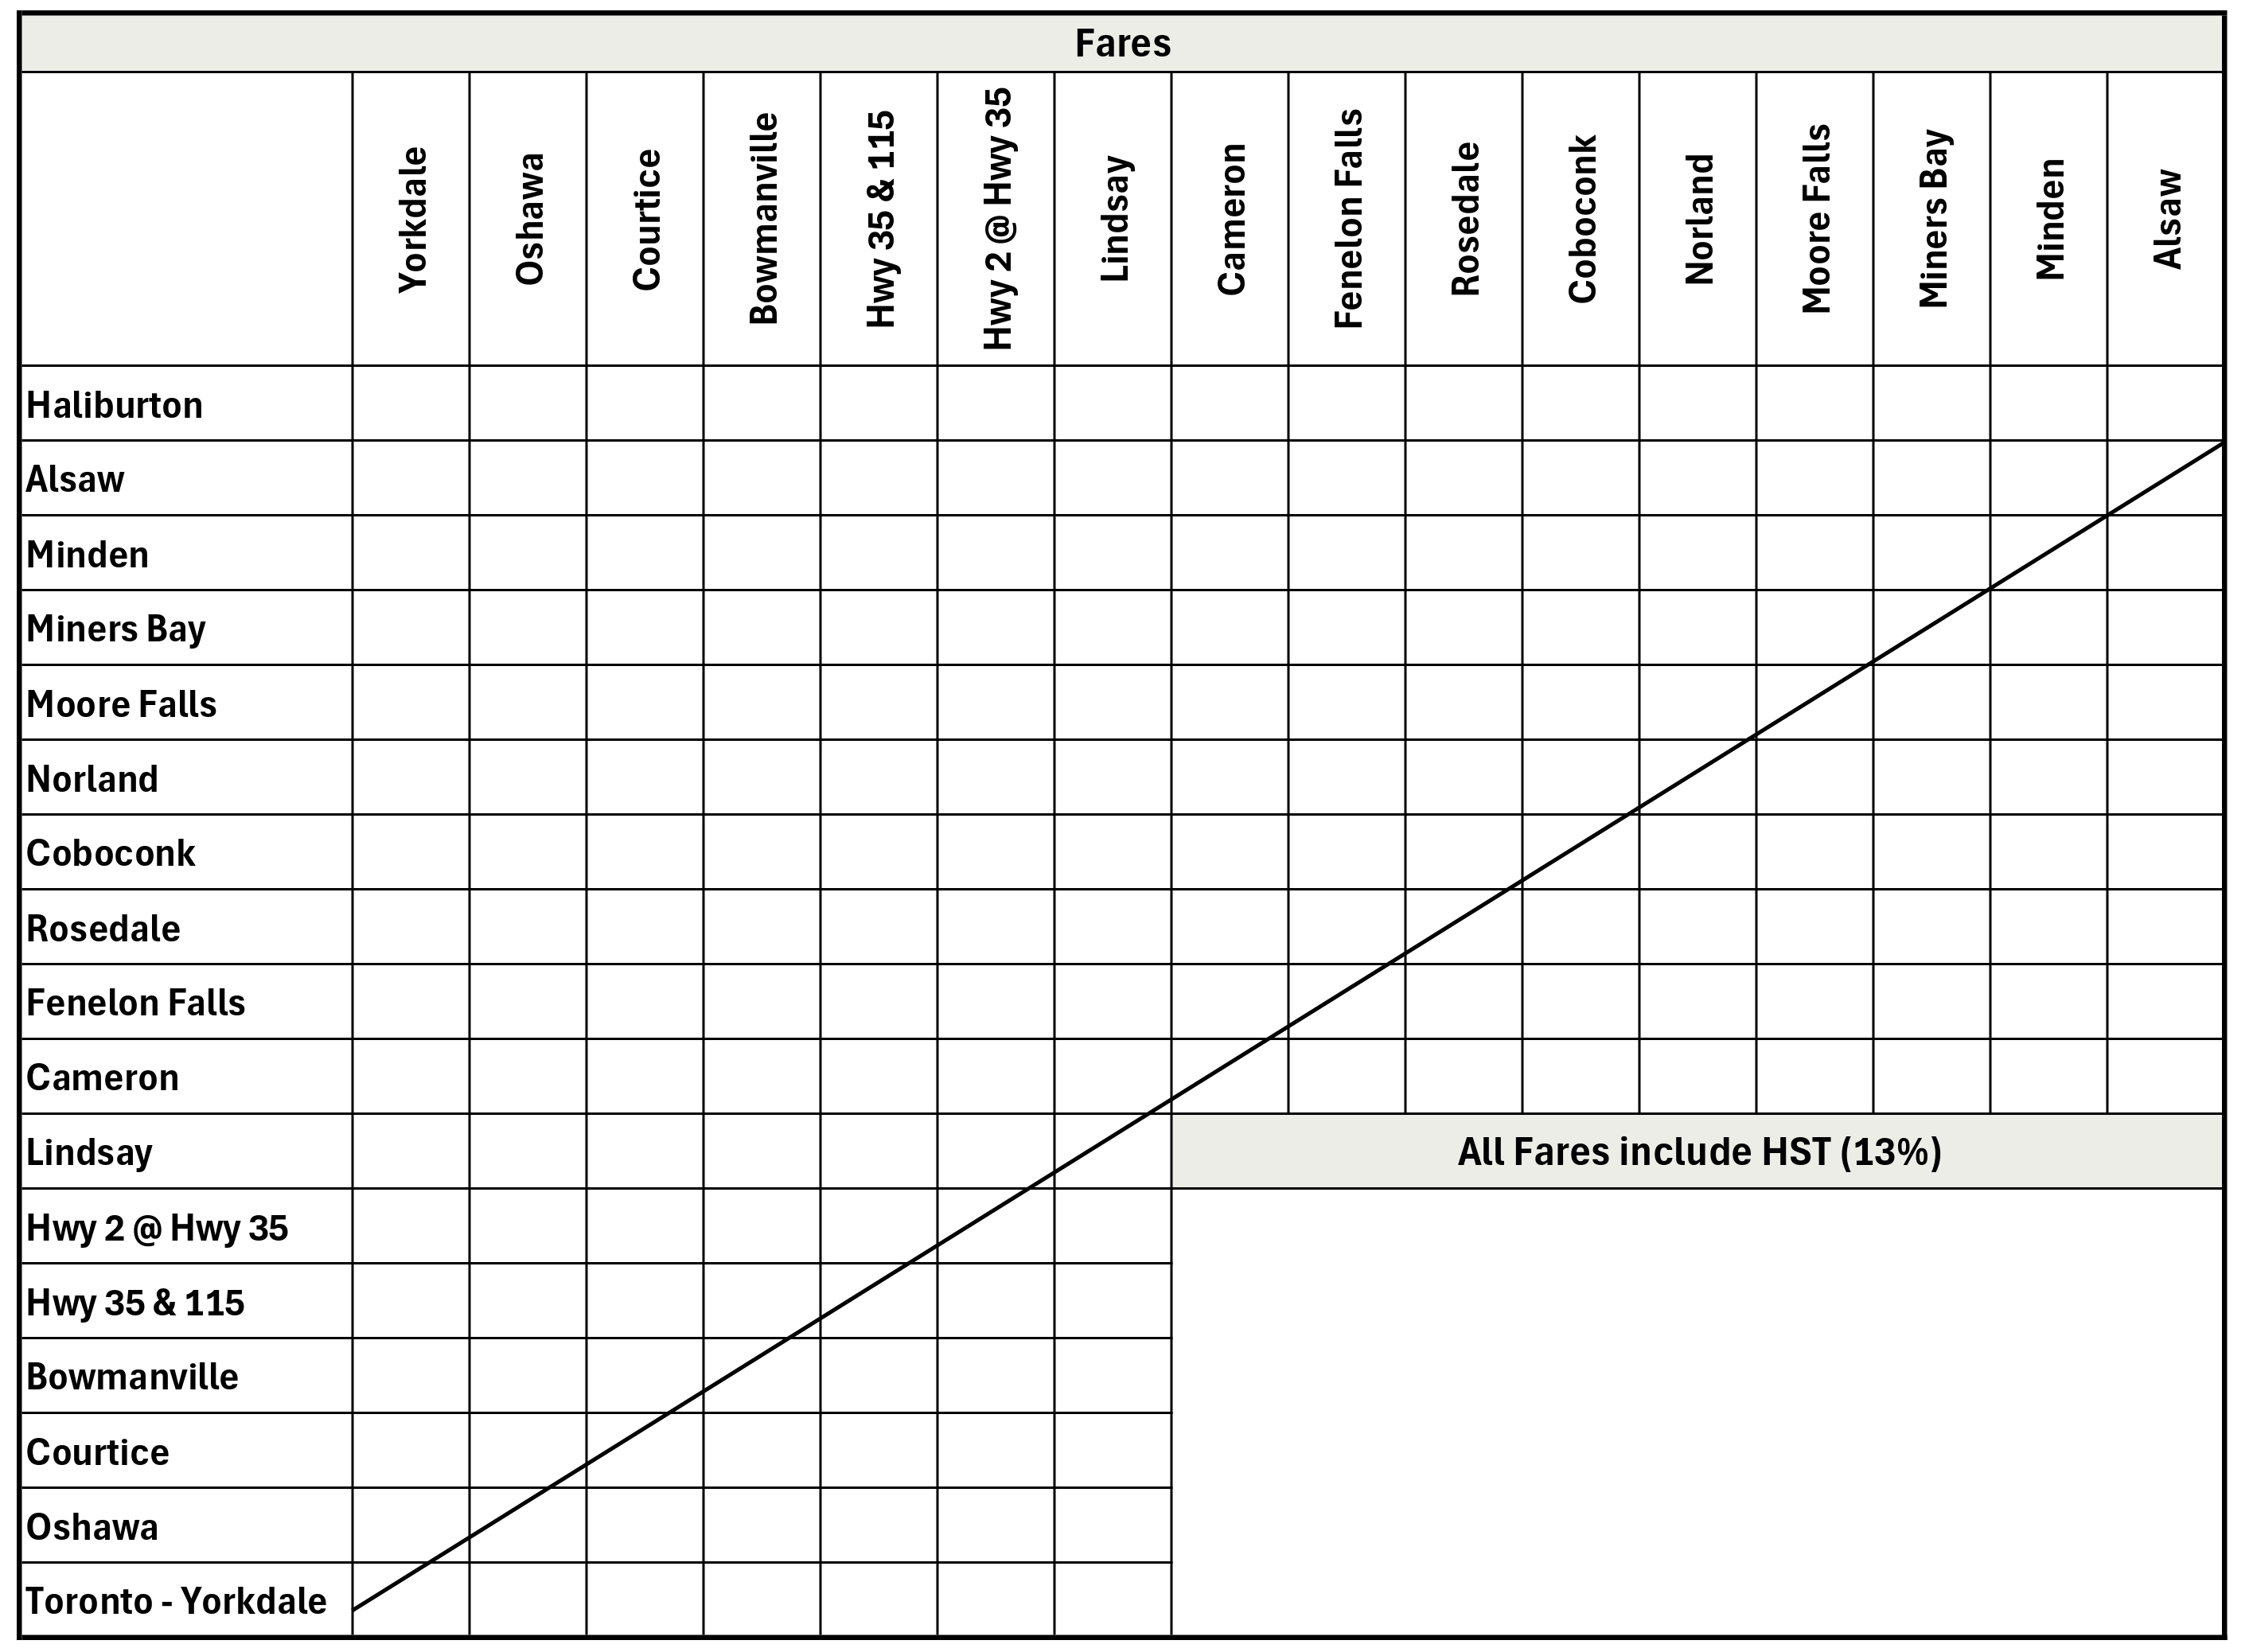 Fares
Yorkdale
Oshawa
Courtice
Bowmanville
Hwy 35 & 115
Hwy 2 @ Hwy 35
Lindsay
Cameron
Fenelon Falls
Rosedale
Coboconk
Norland
Moore Falls
Miners Bay
Minden
Alsaw
Haliburton
Alsaw
Minden
Miners Bay
Moore Falls
Norland
Coboconk
Rosedale
Fenelon Falls
Cameron
Lindsay
All Fares include HST (13%)
Hwy 2 @ Hwy 35
Hwy 35 & 115
Bowmanville
Courtice
Oshawa
Toronto - Yorkdale